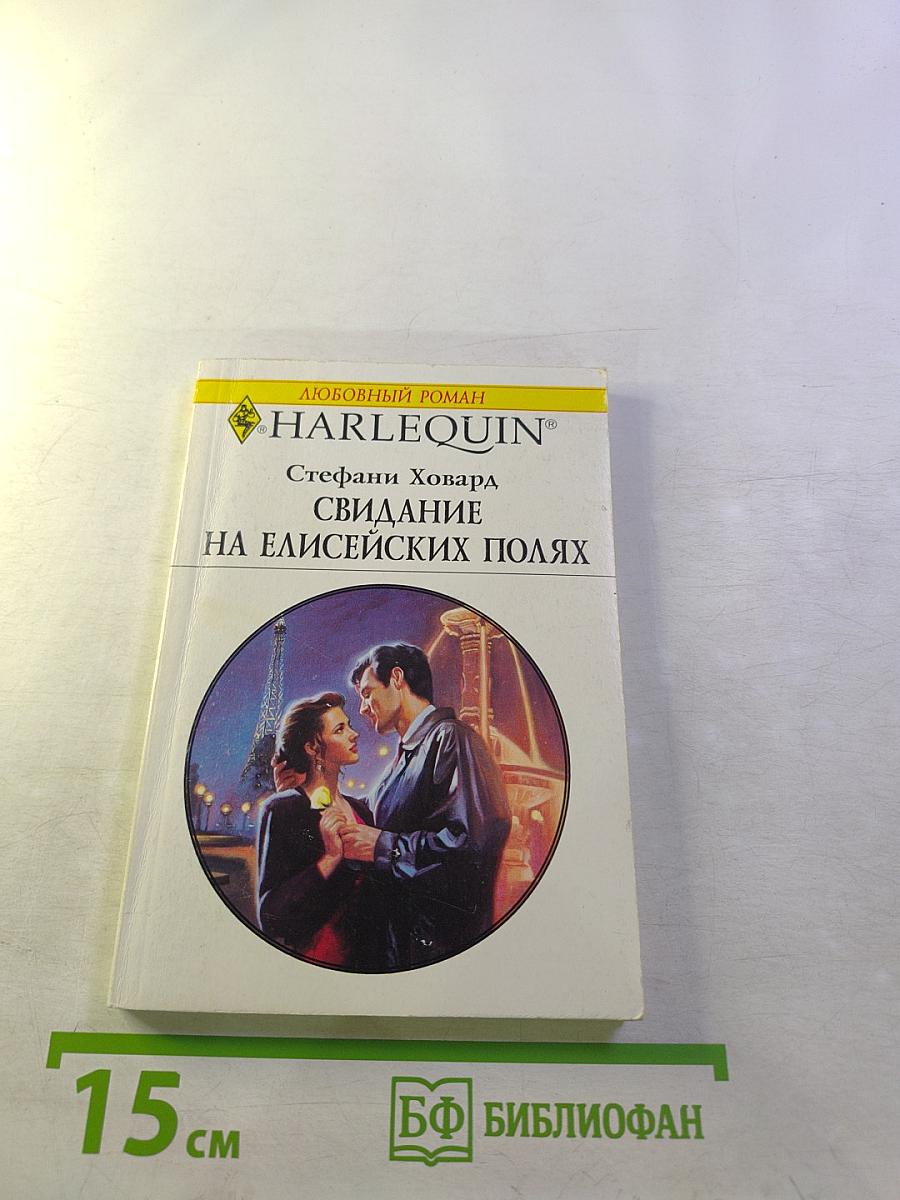 ЛЮБОВНЫЙ РОМАН
® HARLEQUIN®
Стефани Ховард
СВИДАНИЕ
НА ЕЛИСЕЙСКИХ ПОЛЯХ
15 см
БФ БИБЛИОФАН